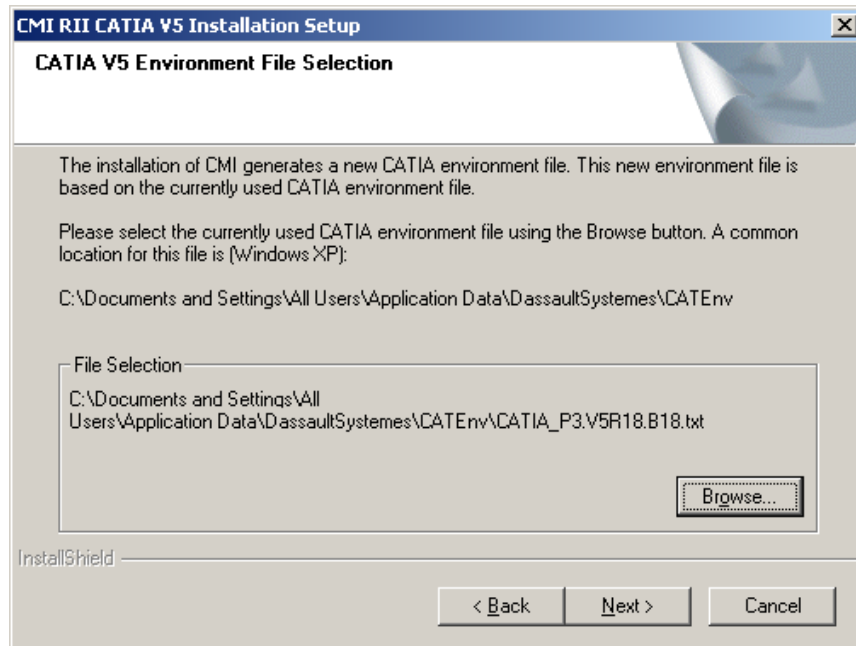 CMI RII CATIA V5 Installation Setup
CATIA V5 Environment File Selection
The installation of CMI generates a new CATIA environment file. This new environment file is
based on the currently used CATIA environment file.
Please select the currently used CATIA environment file using the Browse button. A common
location for this file is (Windows XP):
C:\Documents and Settings\All Users\Application Data\DassaultSystemes\CATEnv
File Selection
C:\Documents and Settings\All
Users\Application Data\DassaultSystemes\CATEnv\CATIA_P3.V5R18.B18.txt
Browse...
InstallShield
< Back
Next >
Cancel